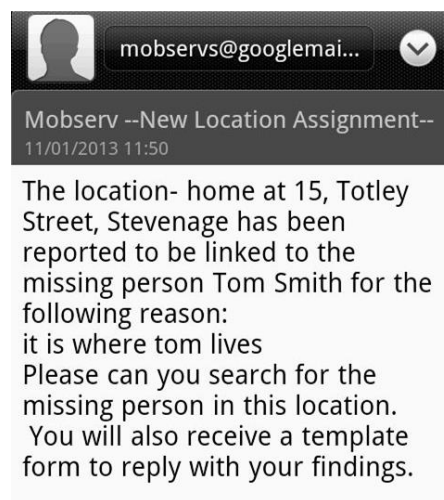 mobservs@googlemai...
Mobserv --New Location Assignment--
11/01/2013 11:50
The location- home at 15, Totley
Street, Stevenage has been
reported to be linked to the
missing person Tom Smith for the
following reason:
it is where tom lives
Please can you search for the
missing person in this location.
You will also receive a template
form to reply with your findings.